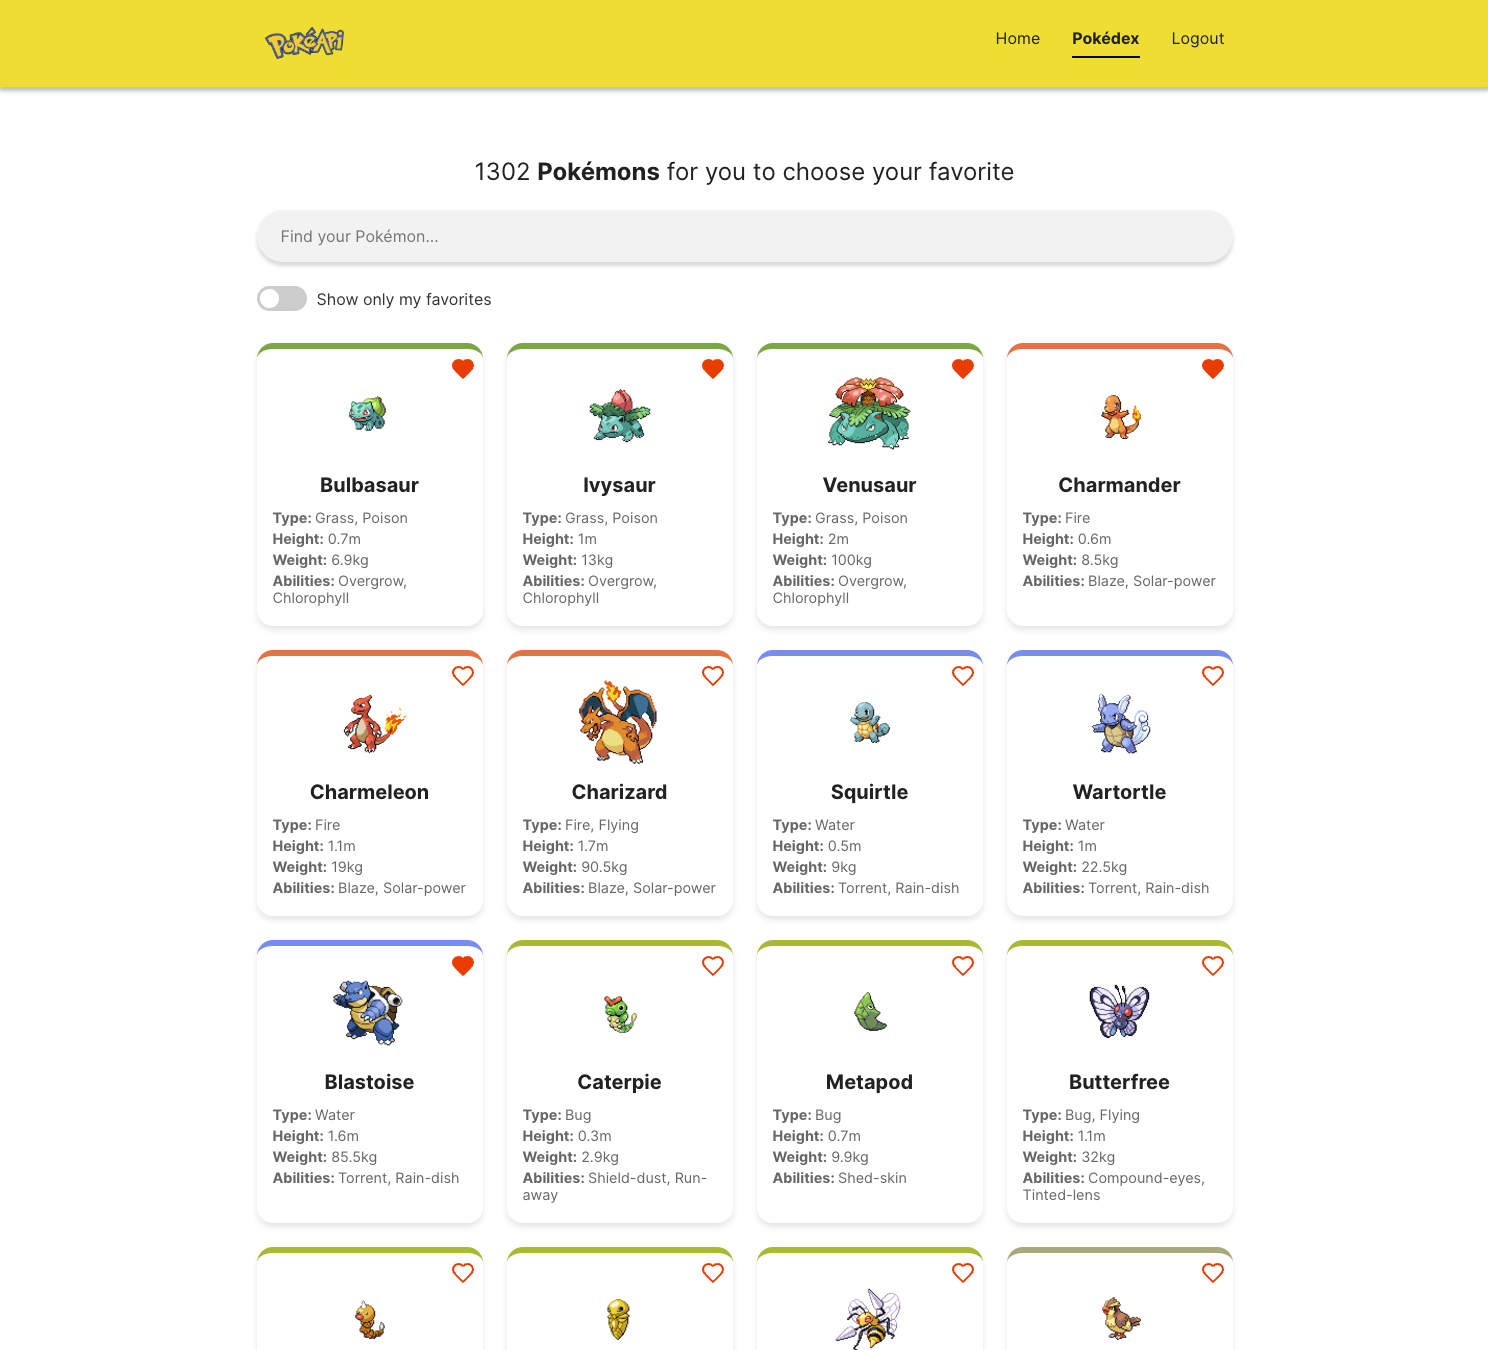 PokéApi
Home Pokédex Logout
1302 Pokémons for you to choose your favorite
Find your Pokémon...
Show only my favorites
Bulbasaur
Type: Grass, Poison
Height: 0.7m
Weight: 6.9kg
Abilities: Overgrow,
Chlorophyll
Ivysaur
Type: Grass, Poison
Height: 1m
Weight: 13kg
Abilities: Overgrow,
Chlorophyll
Venusaur
Type: Grass, Poison
Height: 2m
Weight: 100kg
Abilities: Overgrow,
Chlorophyll
Charmander
Type: Fire
Height: 0.6m
Weight: 8.5kg
Abilities: Blaze, Solar-power
Charmeleon
Type: Fire
Height: 1.1m
Weight: 19kg
Abilities: Blaze, Solar-power
Charizard
Type: Fire, Flying
Height: 1.7m
Weight: 90.5kg
Abilities: Blaze, Solar-power
Squirtle
Type: Water
Height: 0.5m
Weight: 9kg
Abilities: Torrent, Rain-dish
Wartortle
Type: Water
Height: 1m
Weight: 22.5kg
Abilities: Torrent, Rain-dish
Blastoise
Type: Water
Height: 1.6m
Weight: 85.5kg
Abilities: Torrent, Rain-dish
Caterpie
Type: Bug
Height: 0.3m
Weight: 2.9kg
Abilities: Shield-dust, Run-
away
Metapod
Type: Bug
Height: 0.7m
Weight: 9.9kg
Abilities: Shed-skin
Butterfree
Type: Bug, Flying
Height: 1.1m
Weight: 32kg
Abilities: Compound-eyes,
Tinted-lens